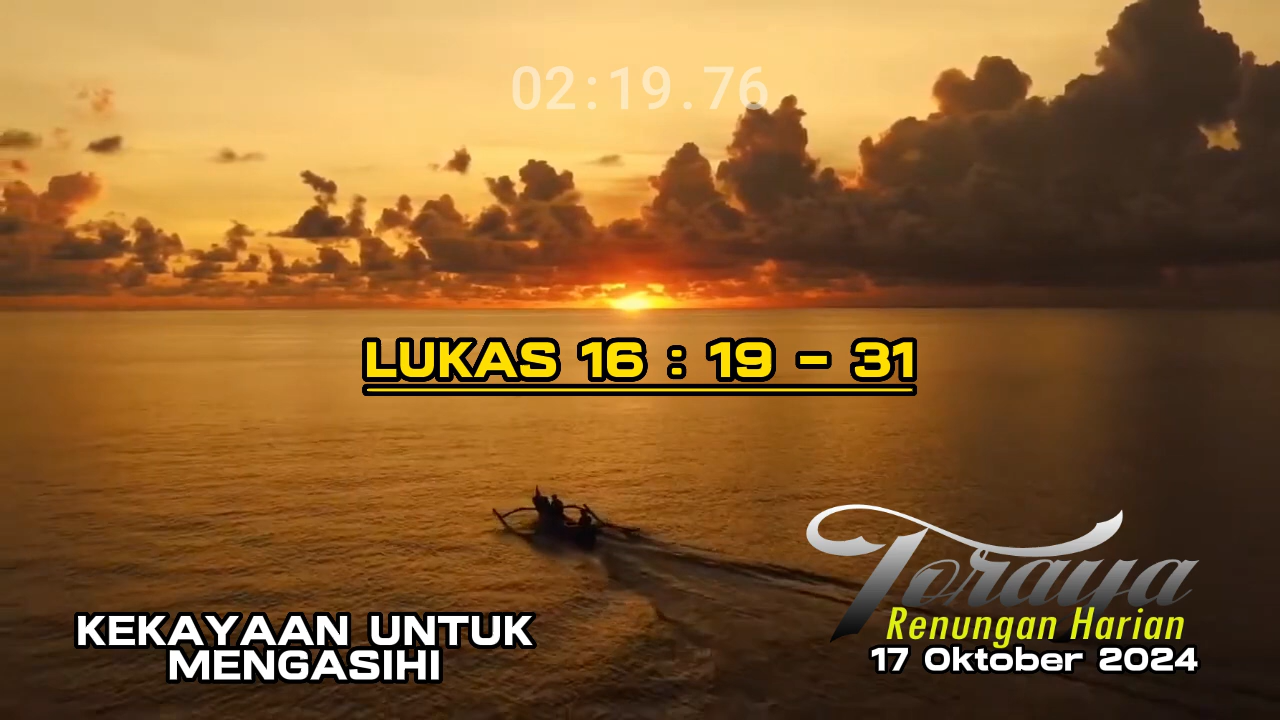 02:19.76
LUKAS 16 : 19 - 31
Toraya
Renungan Harian
17 Oktober 2024
KEKAYAAN UNTUK
MENGASIHI